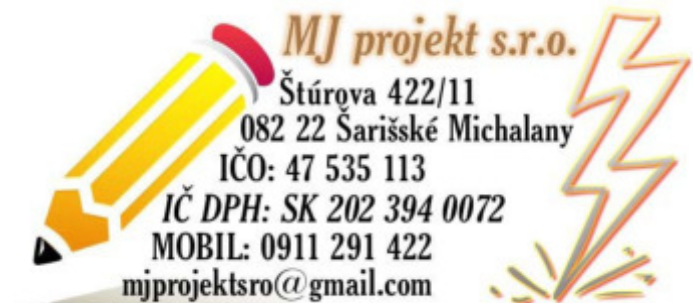 MJ projekt s.r.o.
Štúrova 422/11
082 22 Šarišské Michalany
IČO: 47 535 113
IČ DPH: SK 202 394 0072
MOBIL: 0911 291 422
mjprojektsro@gmail.com